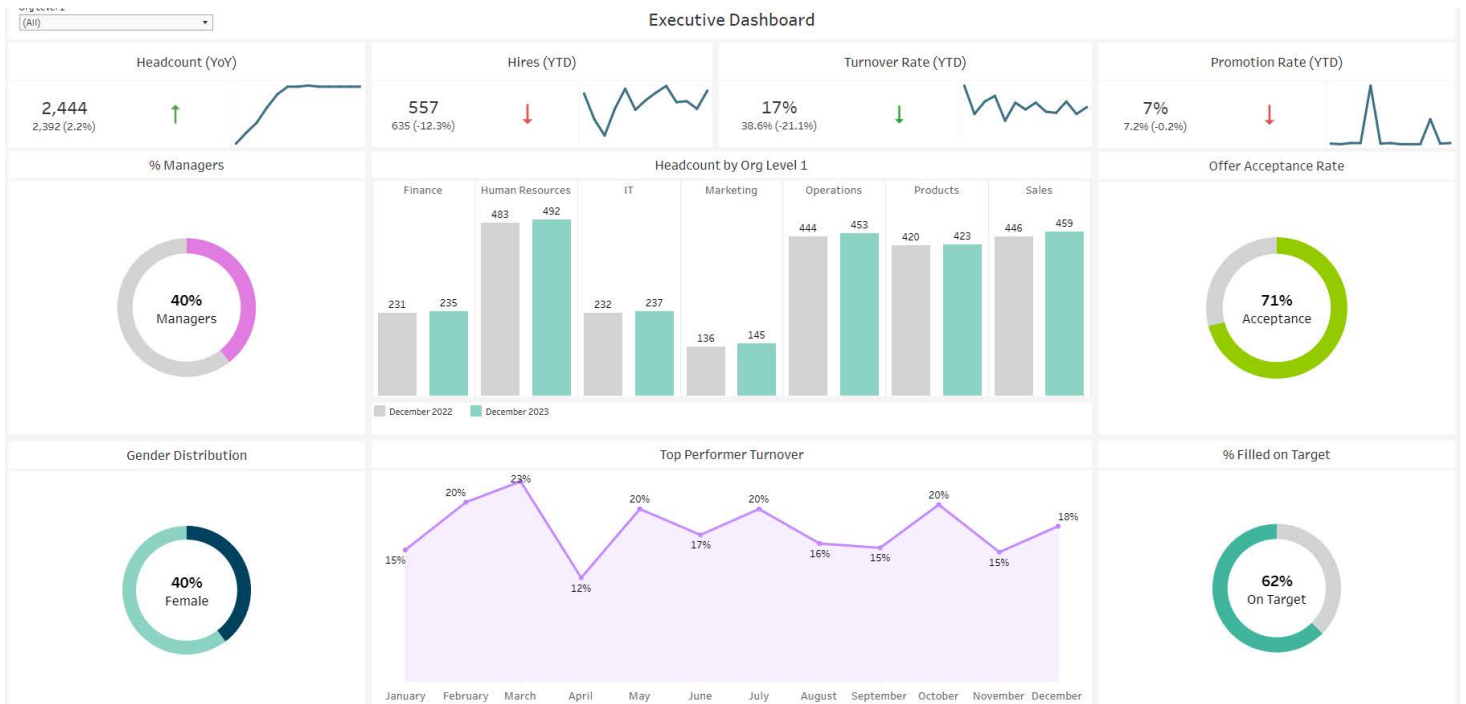 Org Level 1
(All)
Executive Dashboard
Headcount (YoY)
2,444
2,392 (2.2%)
Hires (YTD)
557
635 (-12.3%)
Turnover Rate (YTD)
17%
38.6% (-21.1%)
Promotion Rate (YTD)
7%
7.2% (-0.2%)
% Managers
40%
Managers
Headcount by Org Level 1
Finance Human Resources IT Marketing Operations Products Sales
231 235 483 492 232 237 136 145 444 453 420 423 446 459
December 2022 December 2023
Offer Acceptance Rate
71%
Acceptance
Gender Distribution
40%
Female
Top Performer Turnover
15% 20% 23% 12% 20% 17% 20% 16% 15% 20% 15% 18%
January February March April May June July August September October November December
% Filled on Target
62%
On Target